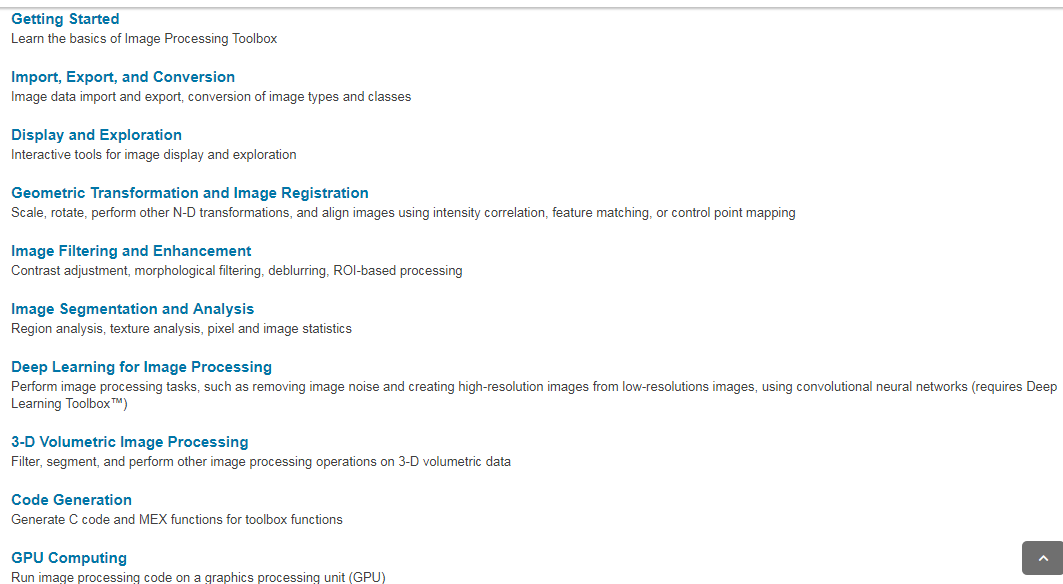 Getting Started
Learn the basics of Image Processing Toolbox
Import, Export, and Conversion
Image data import and export, conversion of image types and classes
Display and Exploration
Interactive tools for image display and exploration
Geometric Transformation and Image Registration
Scale, rotate, perform other N-D transformations, and align images using intensity correlation, feature matching, or control point mapping
Image Filtering and Enhancement
Contrast adjustment, morphological filtering, deblurring, ROI-based processing
Image Segmentation and Analysis
Region analysis, texture analysis, pixel and image statistics
Deep Learning for Image Processing
Perform image processing tasks, such as removing image noise and creating high-resolution images from low-resolutions images, using convolutional neural networks (requires Deep
Learning Toolbox™)
3-D Volumetric Image Processing
Filter, segment, and perform other image processing operations on 3-D volumetric data
Code Generation
Generate C code and MEX functions for toolbox functions
GPU Computing
Run image processing code on a graphics processing unit (GPU)